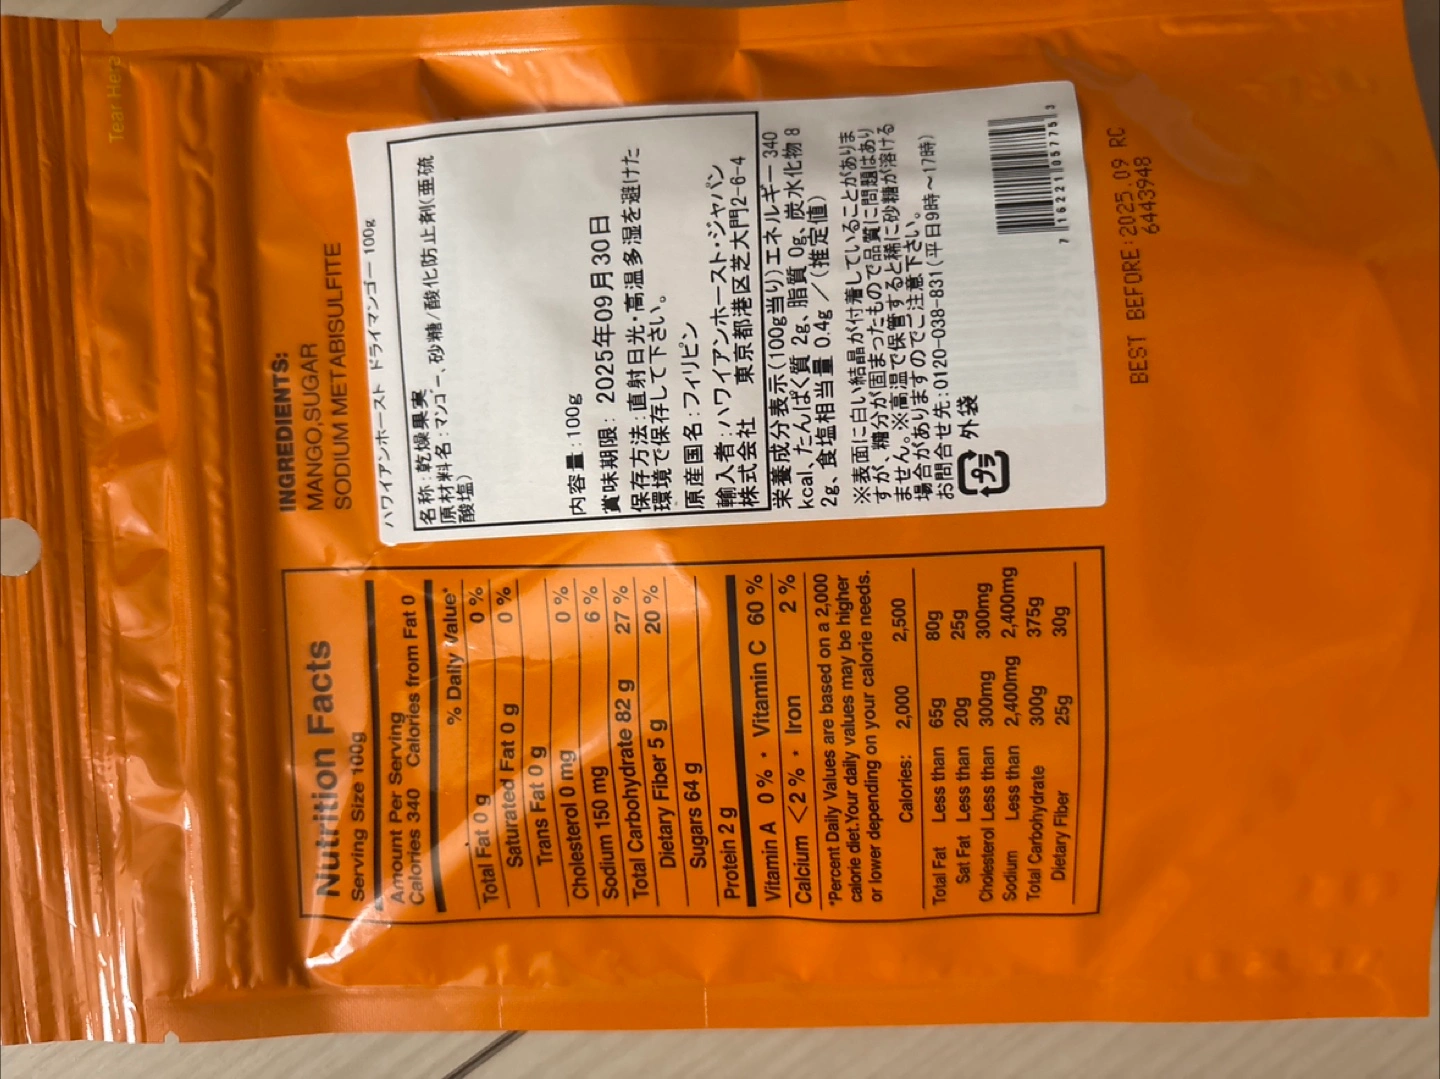 Tear Here
INGREDIENTS:
MANGO,SUGAR
SODIUM METABISULFITE
Nutrition Facts
Serving Size 100g
Amount Per Serving
Calories 340 Calories from Fat 0
% Daily Value*
Total Fat 0 g 0 %
Saturated Fat 0 g 0 %
Trans Fat 0 g
Cholesterol 0 mg 0 %
Sodium 150 mg 6 %
Total Carbohydrate 82 g 27 %
Dietary Fiber 5 g 20 %
Sugars 64 g
Protein 2 g
Vitamin A 0 % · Vitamin C 60 %
Calcium <2 % · Iron 2 %
*Percent Daily Values are based on a 2,000
calorie diet.Your daily values may be higher
or lower depending on your calorie needs.
Calories: 2,000 2,500
Total Fat Less than 65g 80g
Sat Fat Less than 20g 25g
Cholesterol Less than 300mg 300mg
Sodium Less than 2,400mg 2,400mg
Total Carbohydrate 300g 375g
Dietary Fiber 25g 30g
ハワイアンホースト ドライマンゴー 100g
名称:乾燥果実
原材料名:マンゴー、砂糖/酸化防止剤(亜硫
酸塩)
内容量:100g
賞味期限: 2025年09月30日
保存方法:直射日光・高温多湿を避けた
環境で保存して下さい。
原産国名:フィリピン
輸入者:ハワイアンホースト・ジャパン
株式会社 東京都港区芝大門2-6-4
栄養成分表示(100g当り)エネルギー 340
kcal、たんぱく質 2g、脂質 0g、炭水化物 8
2g、食塩相当量 0.4g /(推定値)
※表面に白い結晶が付着していることがありま
すが、糖分が固まったもので品質に問題はあり
ません。※高温で保管すると稀に砂糖が溶ける
場合がありますのでご注意下さい。
お問合せ先:0120-038-831(平日9時～17時)
プラ 外袋
7 16221 05775 3
BEST BEFORE:2025.09 RC
6443948